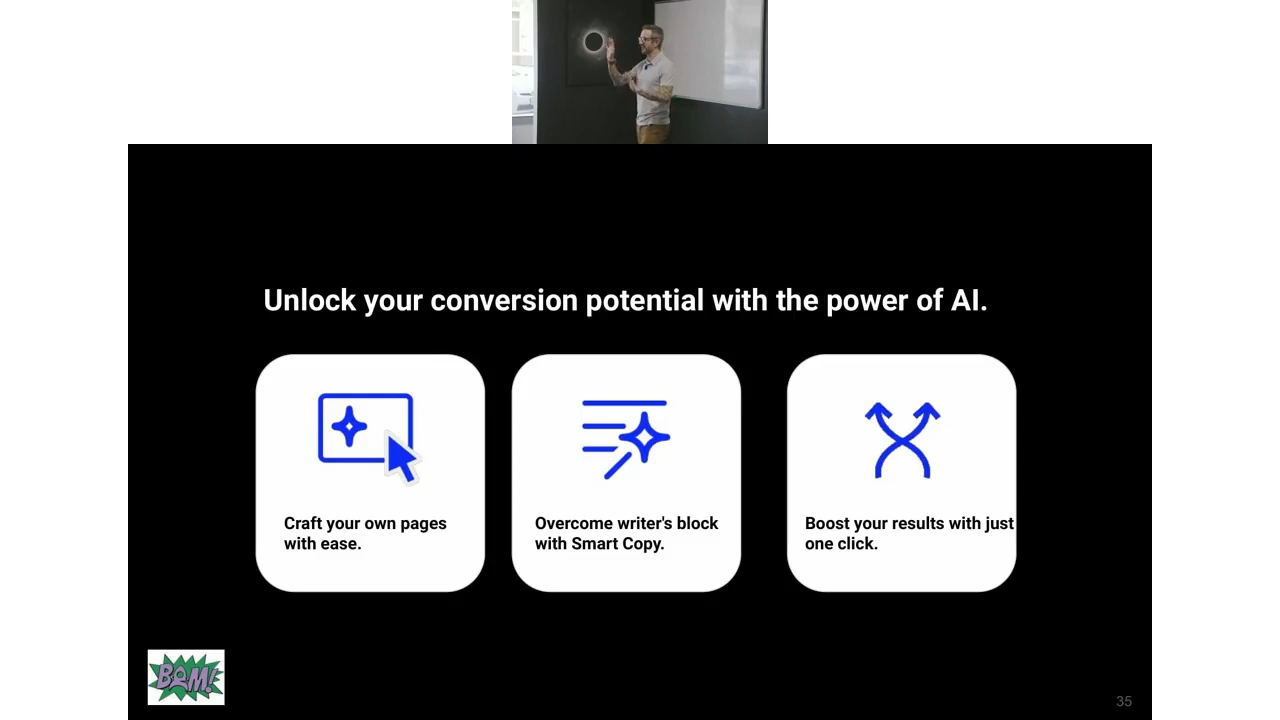 Unlock your conversion potential with the power of AI.
Craft your own pages
with ease.
Overcome writer's block
with Smart Copy.
Boost your results with just
one click.
BAM!
35